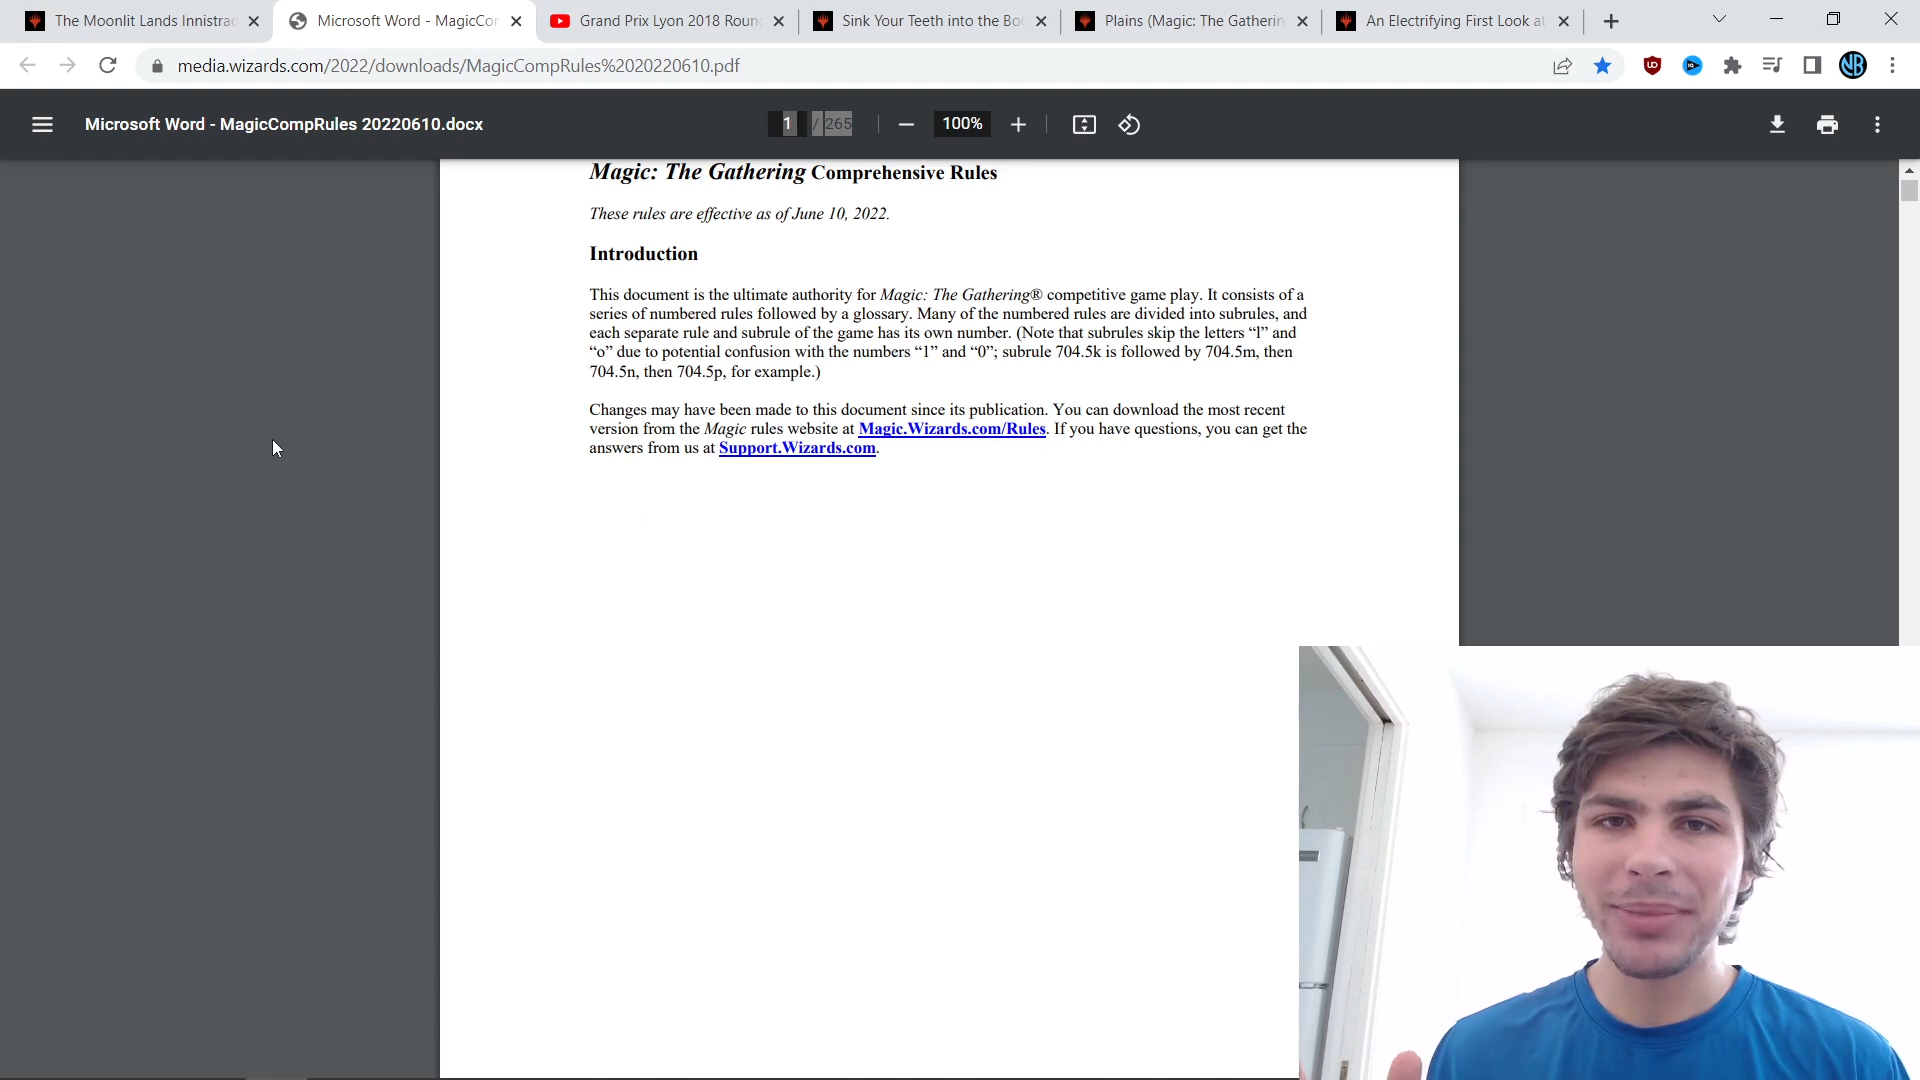 The Moonlit Lands Innistra
Microsoft Word - MagicCor
Grand Prix Lyon 2018 Roun
Sink Your Teeth into the Bo
Plains (Magic: The Gatherin
An Electrifying First Look at
media.wizards.com/2022/downloads/MagicCompRules%2020220610.pdf
NB
Microsoft Word - MagicCompRules 20220610.docx
1 / 265
100%
Magic: The Gathering Comprehensive Rules
These rules are effective as of June 10, 2022.
Introduction
This document is the ultimate authority for Magic: The Gathering® competitive game play. It consists of a
series of numbered rules followed by a glossary. Many of the numbered rules are divided into subrules, and
each separate rule and subrule of the game has its own number. (Note that subrules skip the letters “l” and
“o” due to potential confusion with the numbers “1” and “0”; subrule 704.5k is followed by 704.5m, then
704.5n, then 704.5p, for example.)
Changes may have been made to this document since its publication. You can download the most recent
version from the Magic rules website at Magic.Wizards.com/Rules. If you have questions, you can get the
answers from us at Support.Wizards.com.